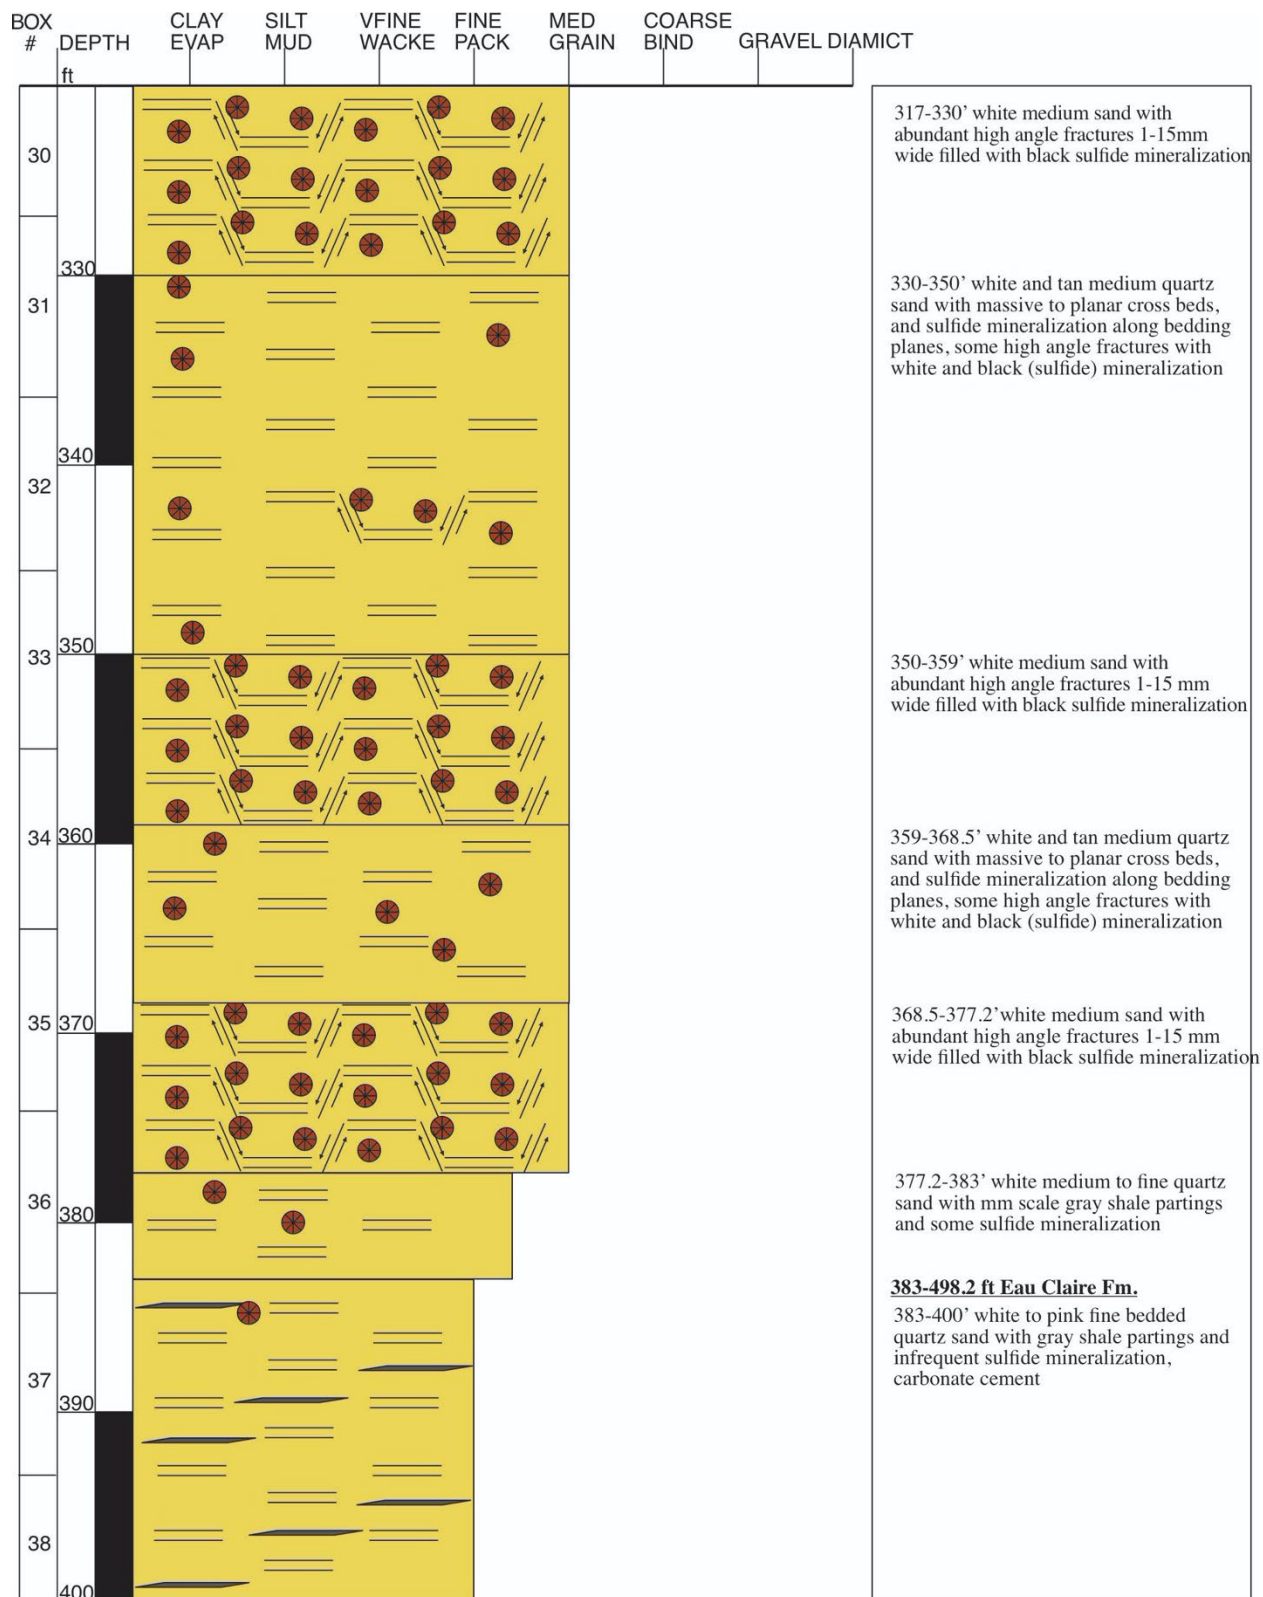 BOX CLAY SILT VFINE FINE MED COARSE
# DEPTH EVAP MUD WACKE PACK GRAIN BIND GRAVEL DIAMICT
ft
317-330’ white medium sand with
abundant high angle fractures 1-15mm
wide filled with black sulfide mineralization
30
330
330-350’ white and tan medium quartz
sand with massive to planar cross beds,
and sulfide mineralization along bedding
planes, some high angle fractures with
white and black (sulfide) mineralization
31
340
32
350
33
350-359’ white medium sand with
abundant high angle fractures 1-15 mm
wide filled with black sulfide mineralization
34
360
359-368.5’ white and tan medium quartz
sand with massive to planar cross beds,
and sulfide mineralization along bedding
planes, some high angle fractures with
white and black (sulfide) mineralization
35
370
368.5-377.2’white medium sand with
abundant high angle fractures 1-15 mm
wide filled with black sulfide mineralization
36
380
377.2-383’ white medium to fine quartz
sand with mm scale gray shale partings
and some sulfide mineralization
383-498.2 ft Eau Claire Fm.
383-400’ white to pink fine bedded
quartz sand with gray shale partings and
infrequent sulfide mineralization,
carbonate cement
37
390
38
400